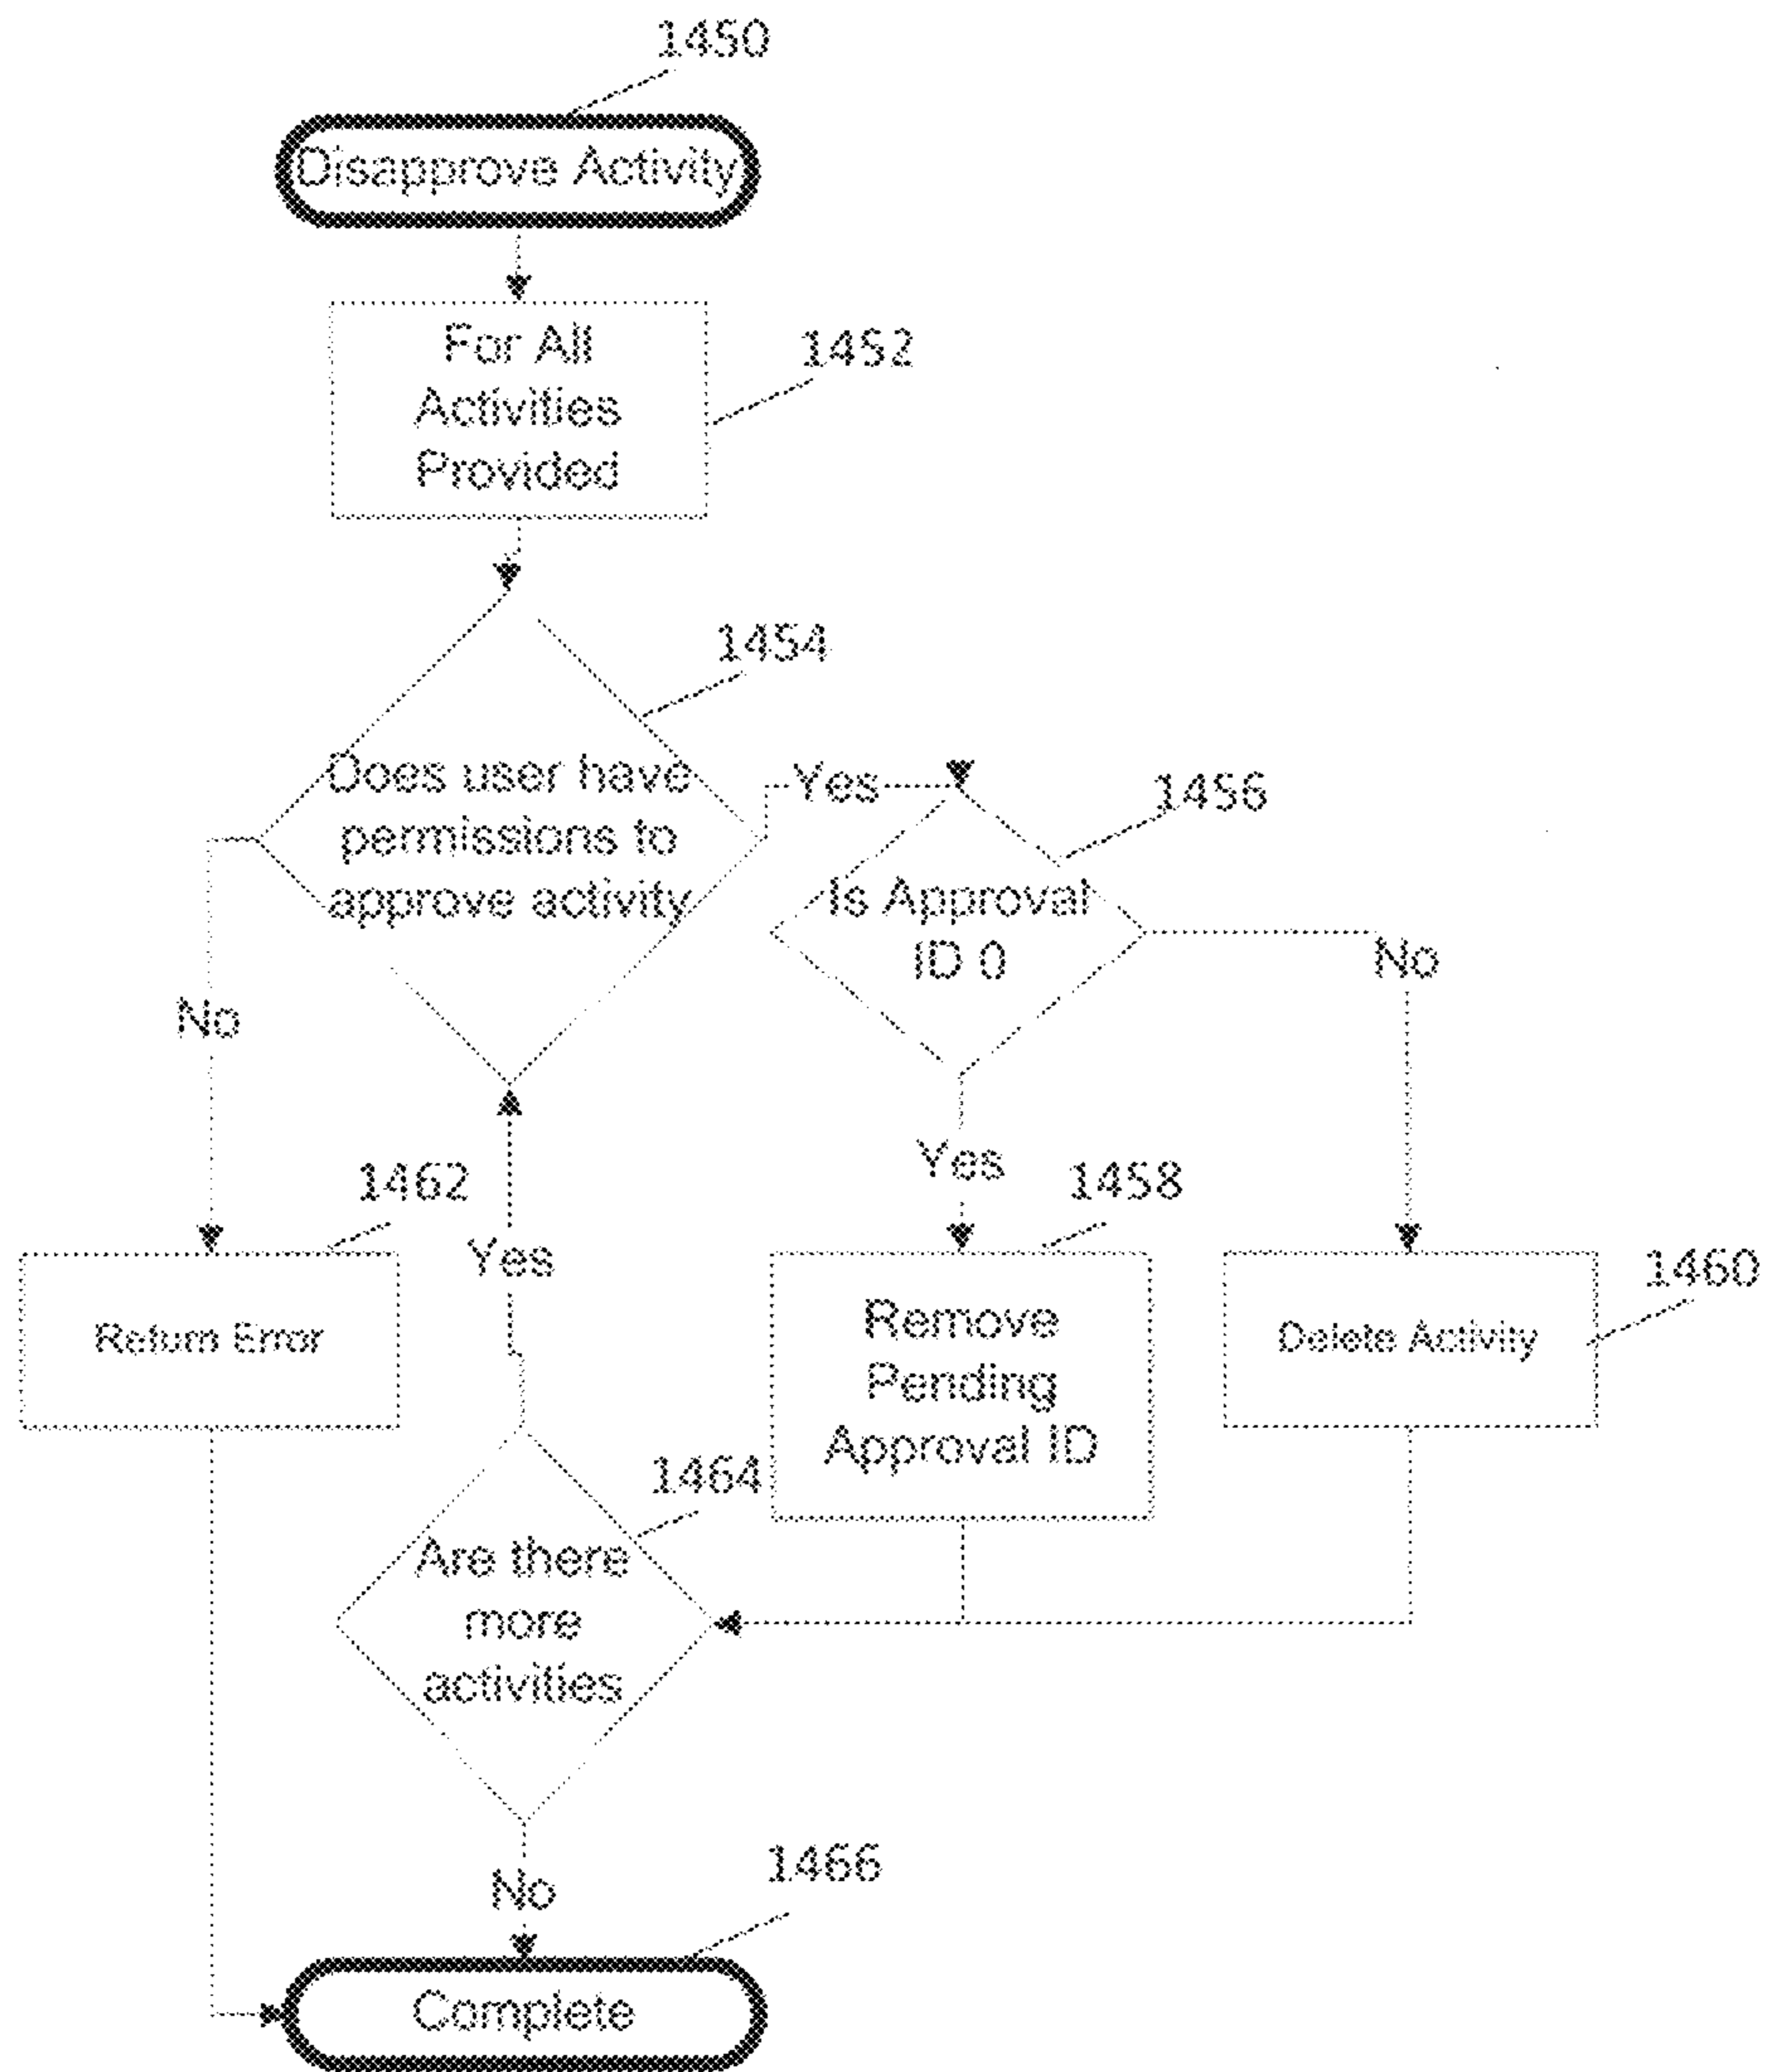 1450
Disapprove Activity
For All
Activities
Provided
1452
1454
Does user have
permissions to
approve activity
Yes
1456
Is Approval
ID 0
No
No
Yes
1458
1462
Yes
1460
Return Error
Remove
Pending
Approval ID
Delete Activity
1464
Are there
more
activities
No
1466
Complete